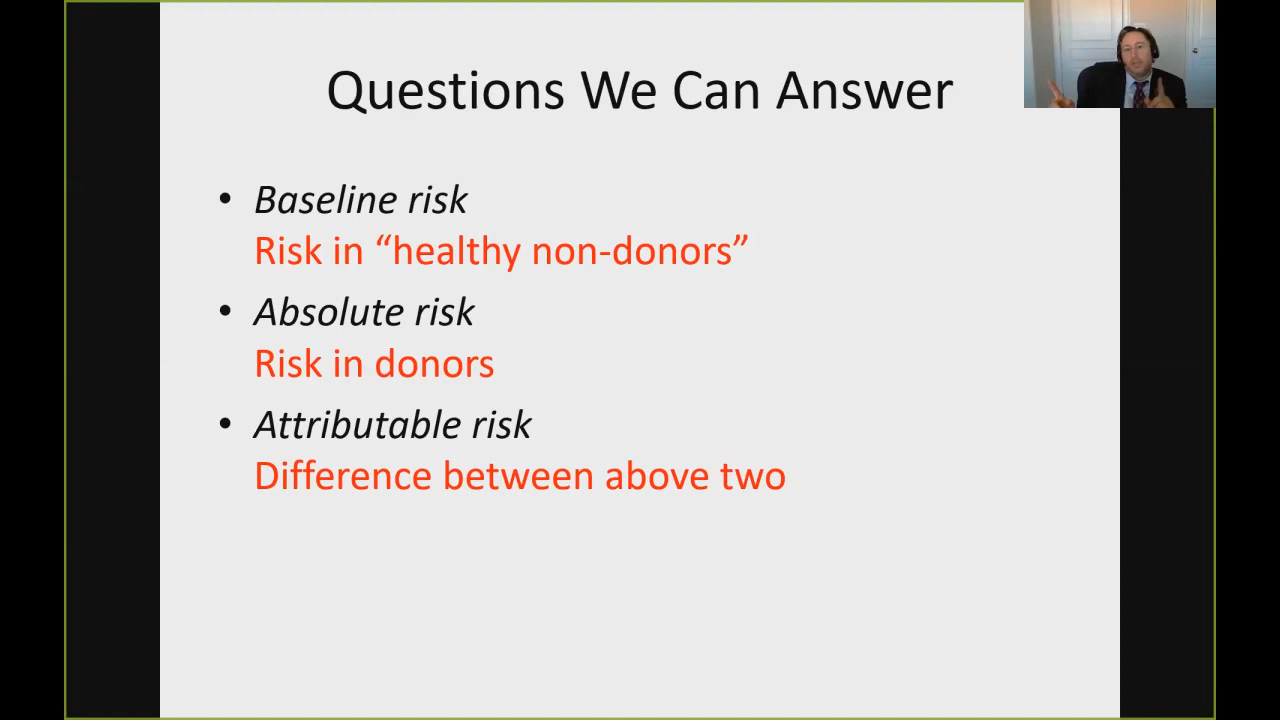 Questions We Can Answer
• Baseline risk
Risk in “healthy non-donors”
• Absolute risk
Risk in donors
• Attributable risk
Difference between above two